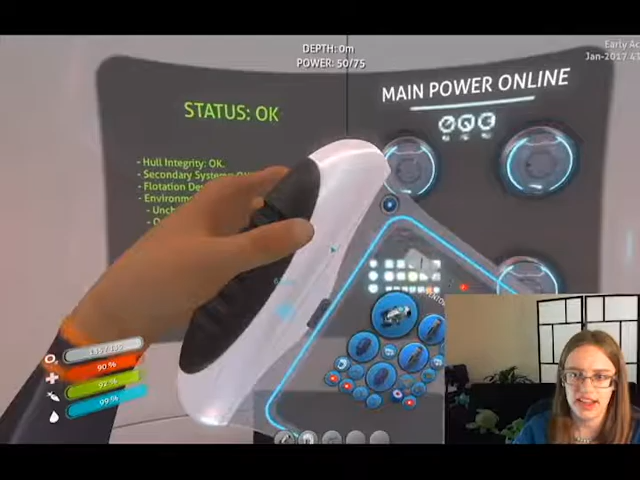 DEPTH: 0m
POWER: 50/75
Early Ac
Jan-2017
MAIN POWER ONLINE
STATUS: OK
- Hull Integrity: OK.
- Secondary Systems:
- Flotation De
- Environ
90 %
92 %
99 %